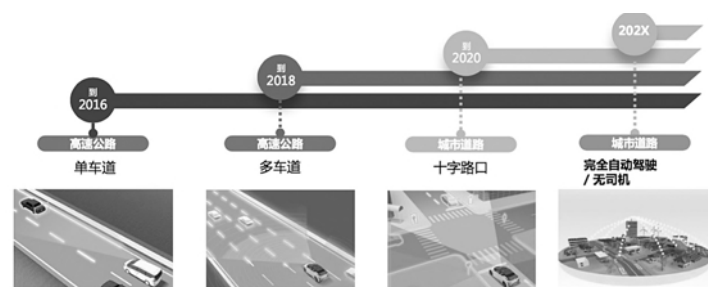 到
2016
到
2018
到
2020
202X
高速公路
高速公路
城市道路
城市道路
单车道
多车道
十字路口
完全自动驾驶
/ 无司机